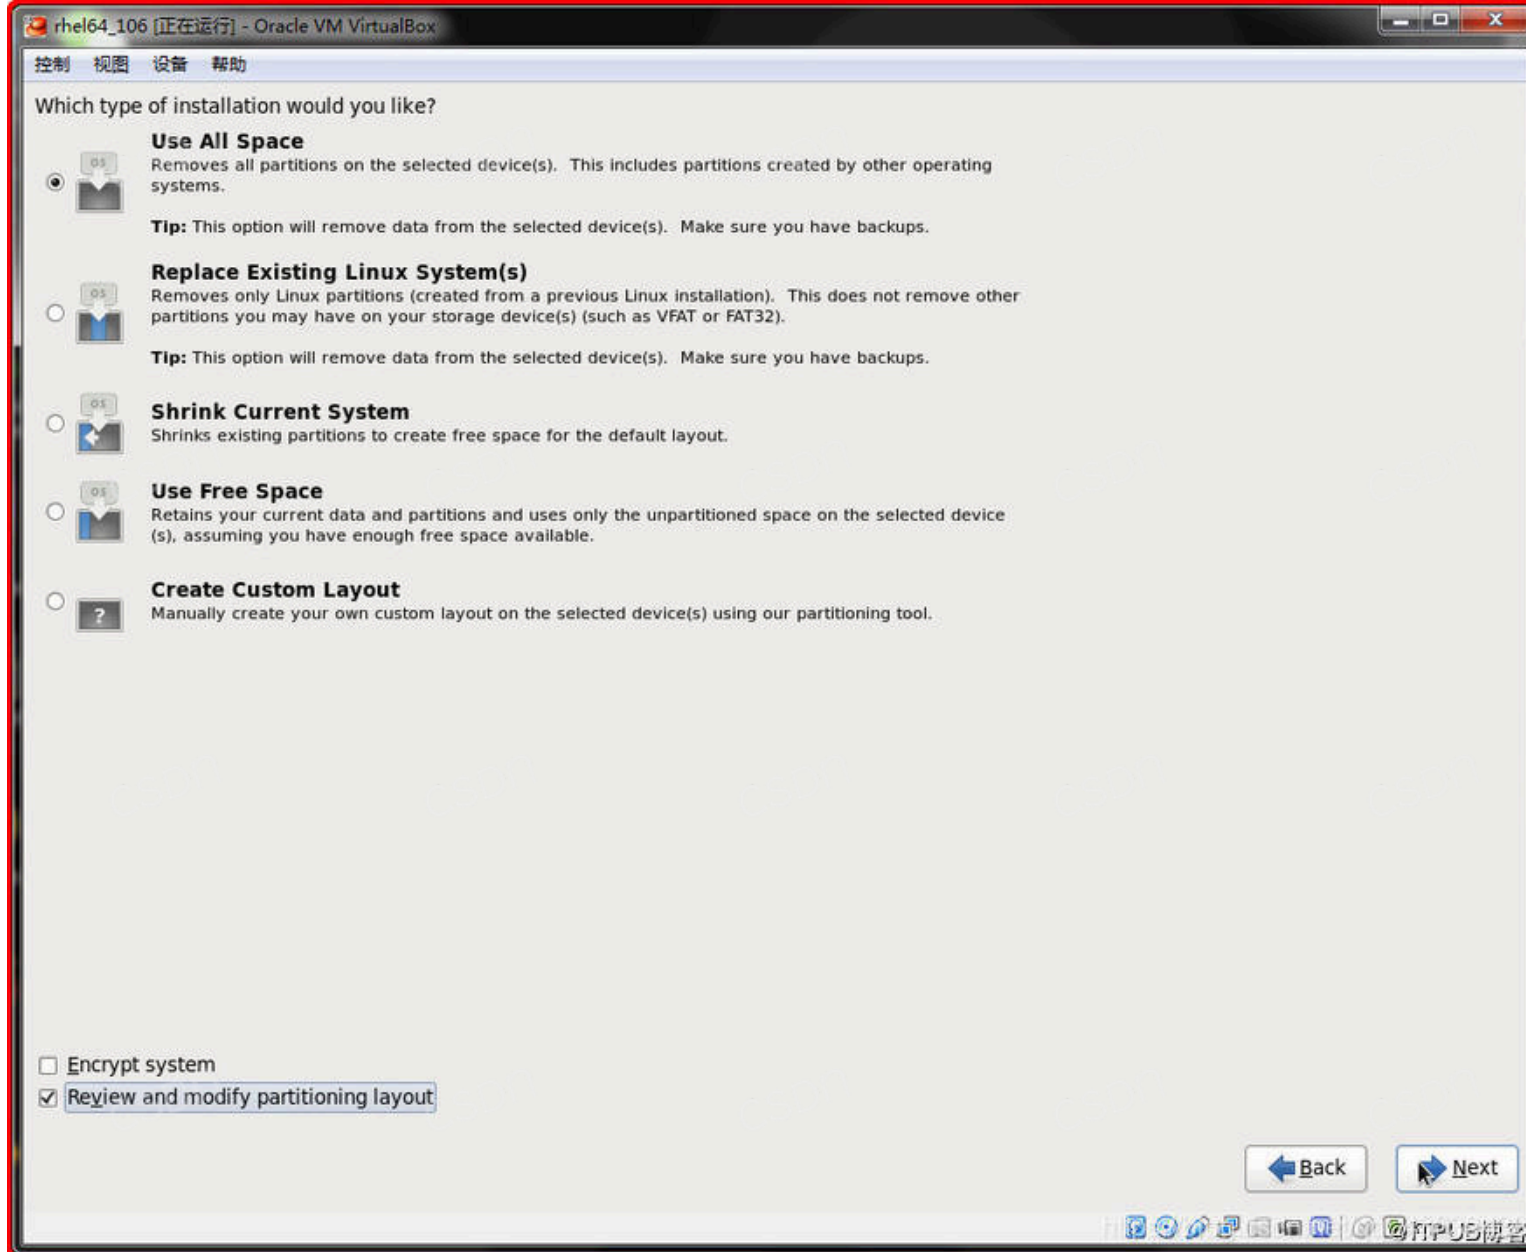 rhel64_106 [正在运行] - Oracle VM VirtualBox
控制 视图 设备 帮助
Which type of installation would you like?
Use All Space
Removes all partitions on the selected device(s). This includes partitions created by other operating
systems.
Tip: This option will remove data from the selected device(s). Make sure you have backups.
Replace Existing Linux System(s)
Removes only Linux partitions (created from a previous Linux installation). This does not remove other
partitions you may have on your storage device(s) (such as VFAT or FAT32).
Tip: This option will remove data from the selected device(s). Make sure you have backups.
Shrink Current System
Shrinks existing partitions to create free space for the default layout.
Use Free Space
Retains your current data and partitions and uses only the unpartitioned space on the selected device
(s), assuming you have enough free space available.
Create Custom Layout
Manually create your own custom layout on the selected device(s) using our partitioning tool.
Encrypt system
Review and modify partitioning layout
Back Next
@ITPUB博客